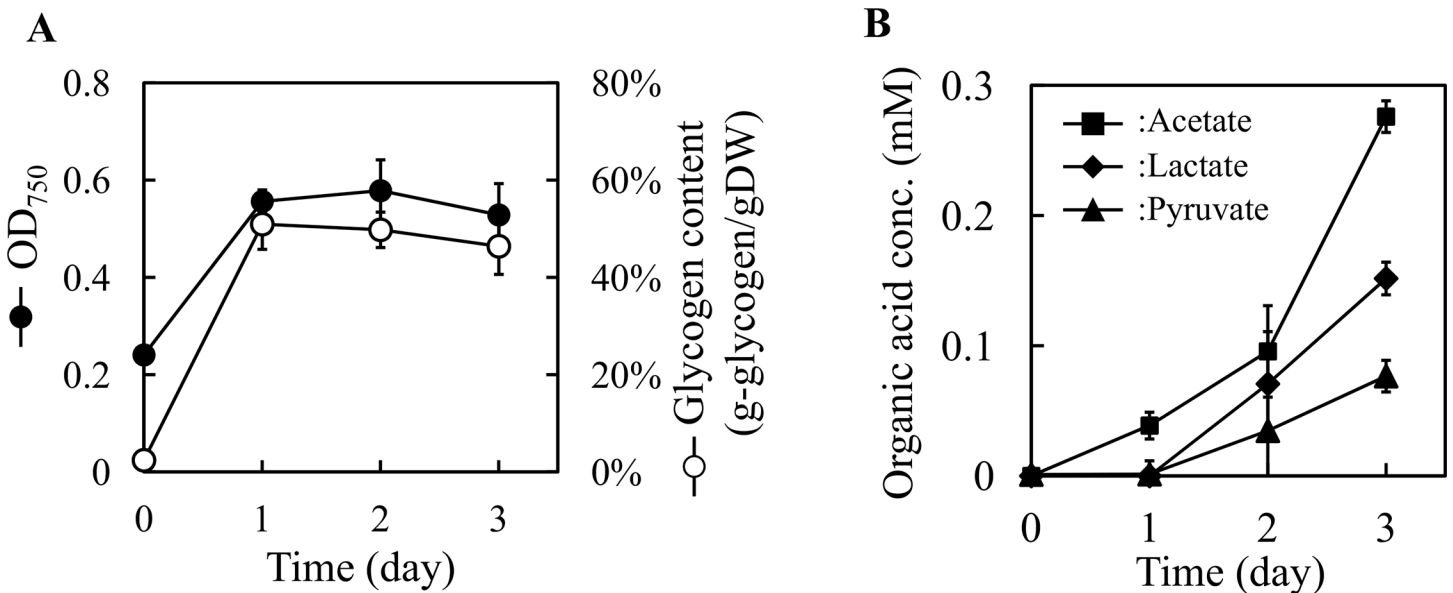 A
0.8
0.6
0.4
0.2
0
OD750
80%
60%
40%
20%
0%
Glycogen content
(g-glycogen/gDW)
0 1 2 3
Time (day)
B
0.3
0.2
0.1
0
Organic acid conc. (mM)
:Acetate
:Lactate
:Pyruvate
0 1 2 3
Time (day)